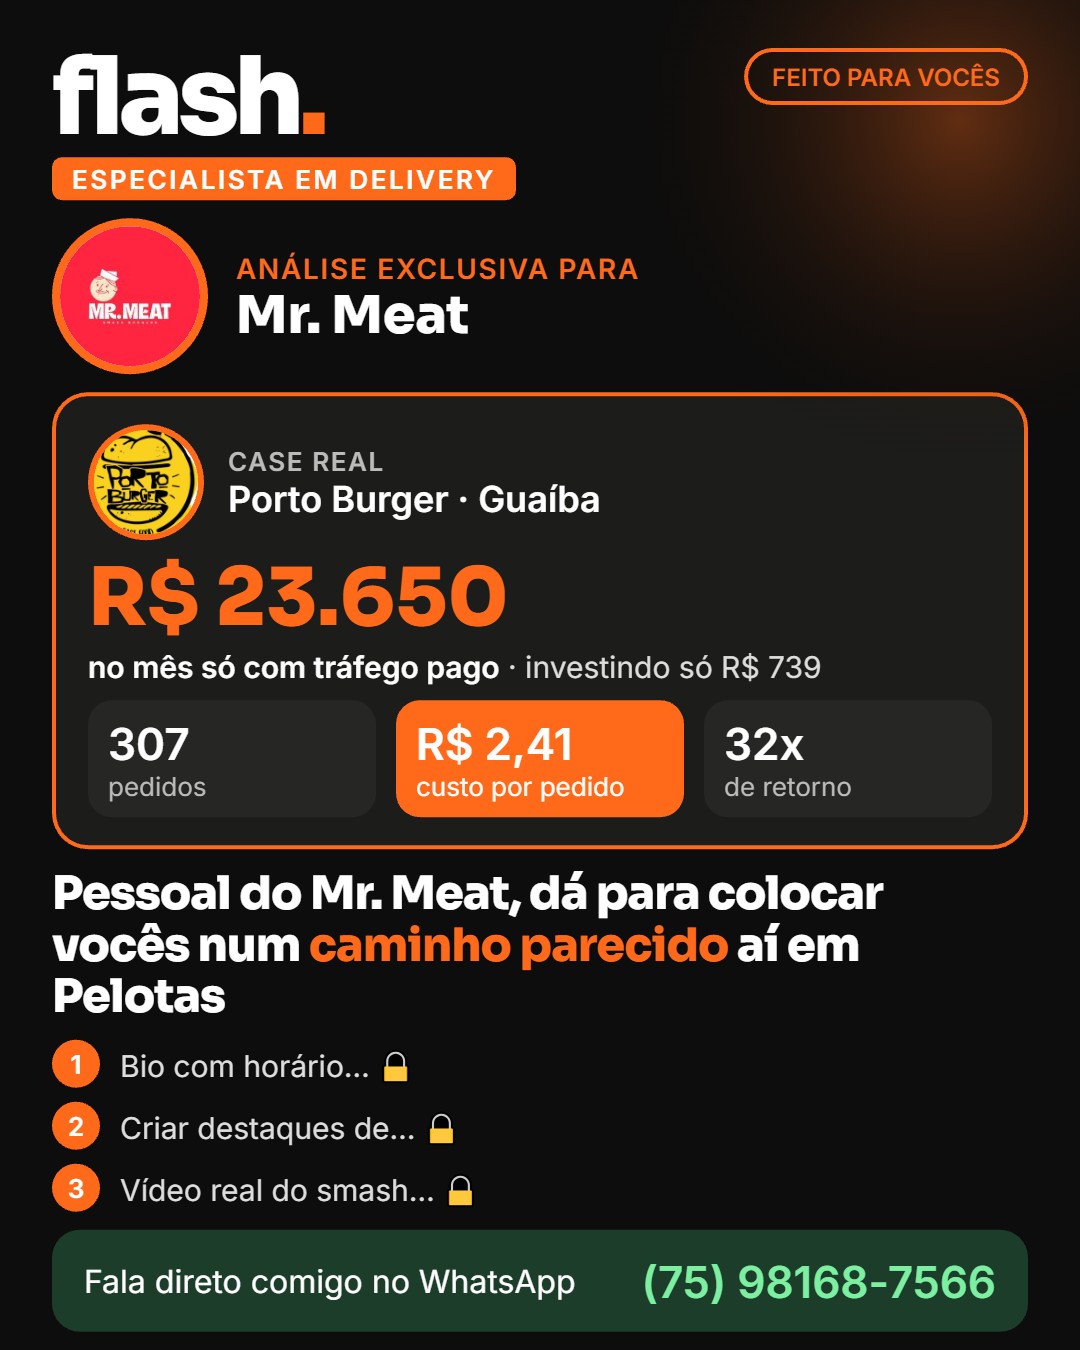 flash.
FEITO PARA VOCÊS
ESPECIALISTA EM DELIVERY
MR.MEAT
ANÁLISE EXCLUSIVA PARA
Mr. Meat
PORTO
BURGER
CASE REAL
Porto Burger · Guaíba
R$ 23.650
no mês só com tráfego pago · investindo só R$ 739
307
pedidos
R$ 2,41
custo por pedido
32x
de retorno
Pessoal do Mr. Meat, dá para colocar
vocês num caminho parecido aí em
Pelotas
1 Bio com horário... 🔒
2 Criar destaques de... 🔒
3 Vídeo real do smash... 🔒
Fala direto comigo no WhatsApp (75) 98168-7566